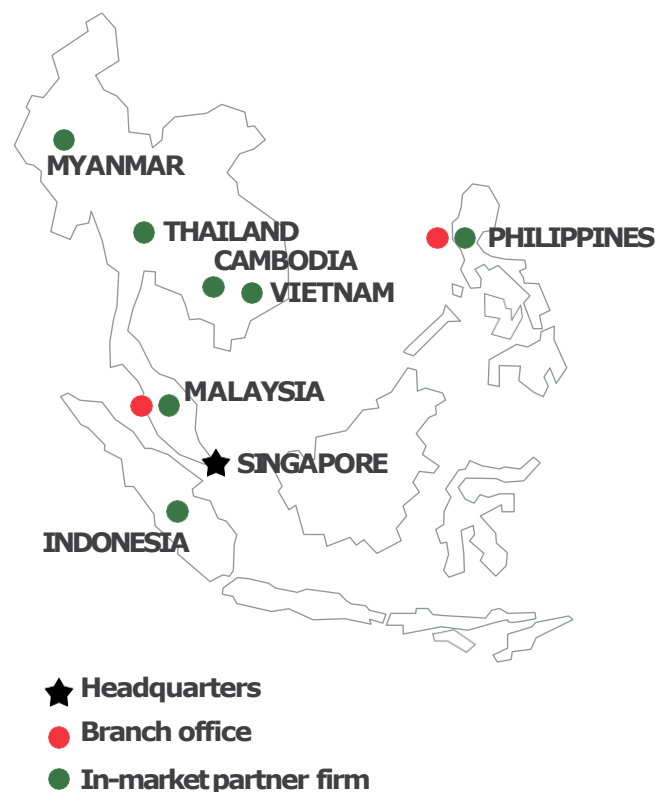 MYANMAR
THAILAND
CAMBODIA
VIETNAM
PHILIPPINES
MALAYSIA
SINGAPORE
INDONESIA
Headquarters
Branch office
In-market partner firm